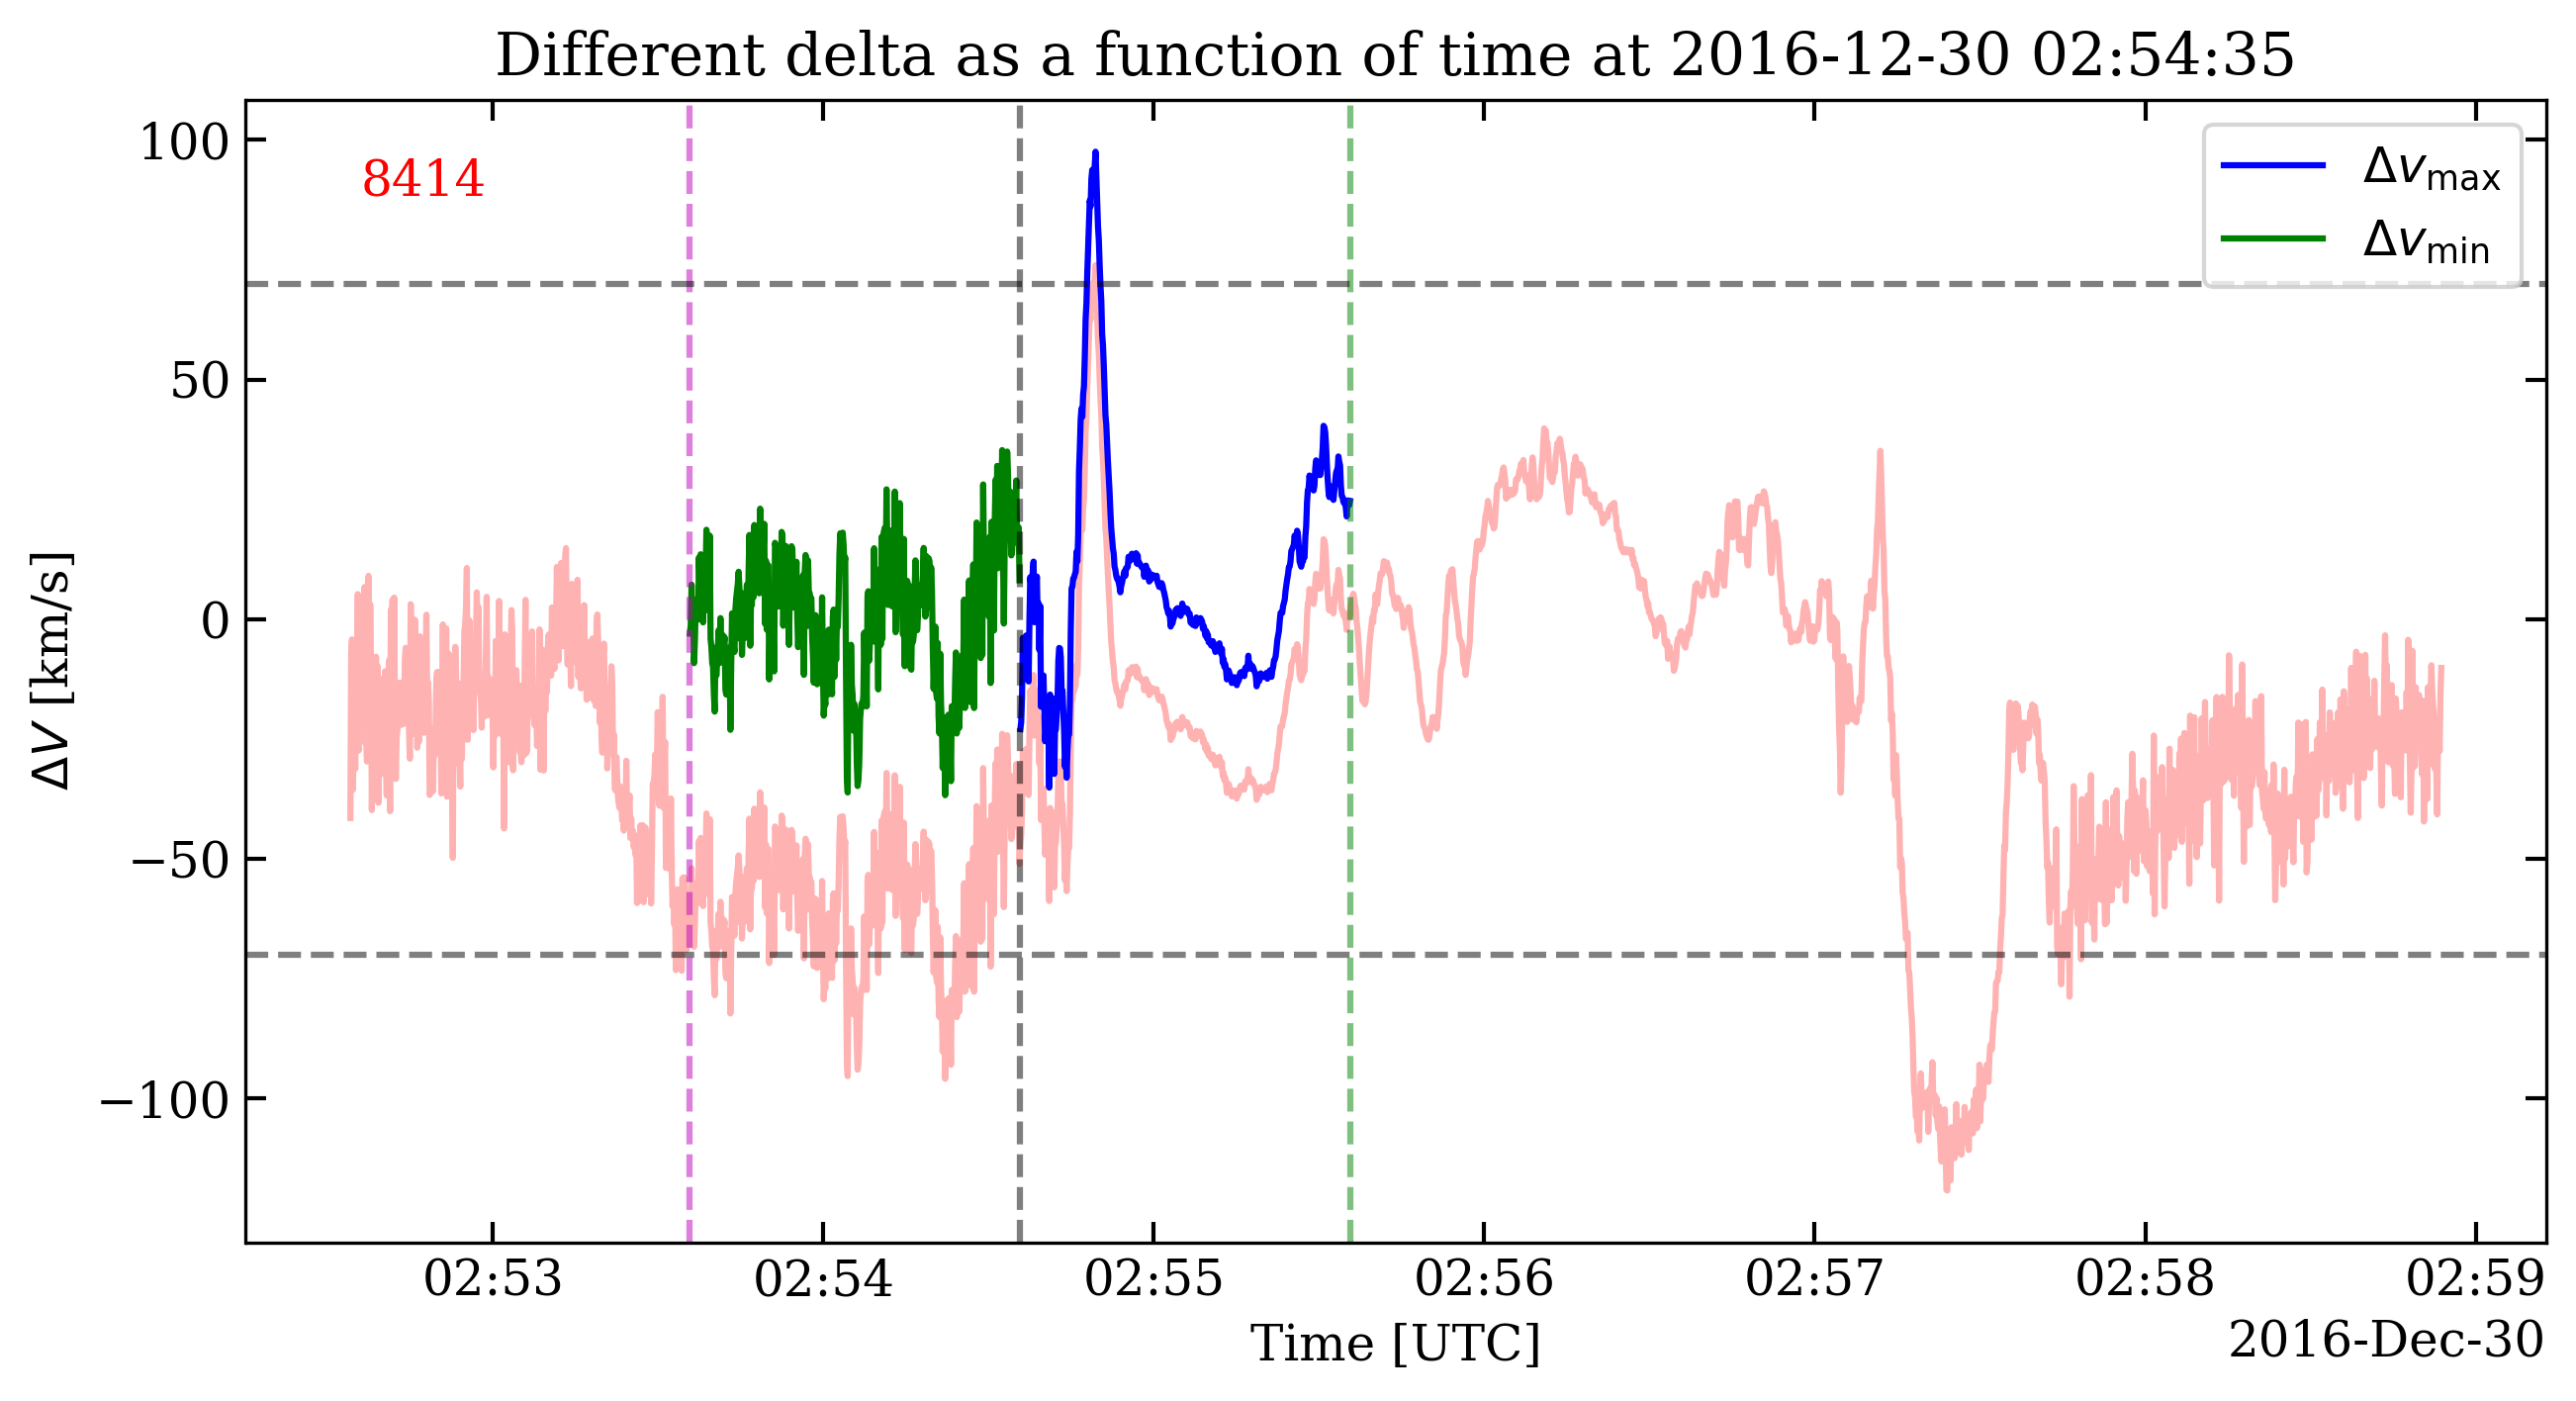 Different delta as a function of time at 2016-12-30 02:54:35
8414
Δv_max
Δv_min
ΔV [km/s]
100
50
0
−50
−100
02:53 02:54 02:55 02:56 02:57 02:58 02:59
Time [UTC]
2016-Dec-30